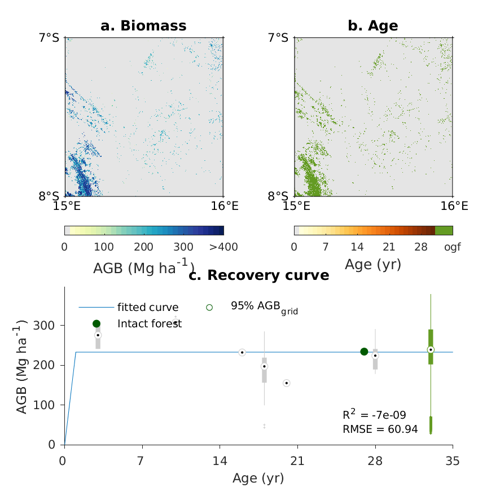 a. Biomass
b. Age
7°S
7°S
8°S
8°S
15°E
16°E
15°E
16°E
0 100 200 300 >400
0 7 14 21 28 ogf
AGB (Mg ha⁻¹)
Age (yr)
c. Recovery curve
fitted curve
95% AGB_grid
Intact forest
AGB (Mg ha⁻¹)
300
200
100
0
R² = -7e-09
RMSE = 60.94
0 7 14 21 28 35
Age (yr)